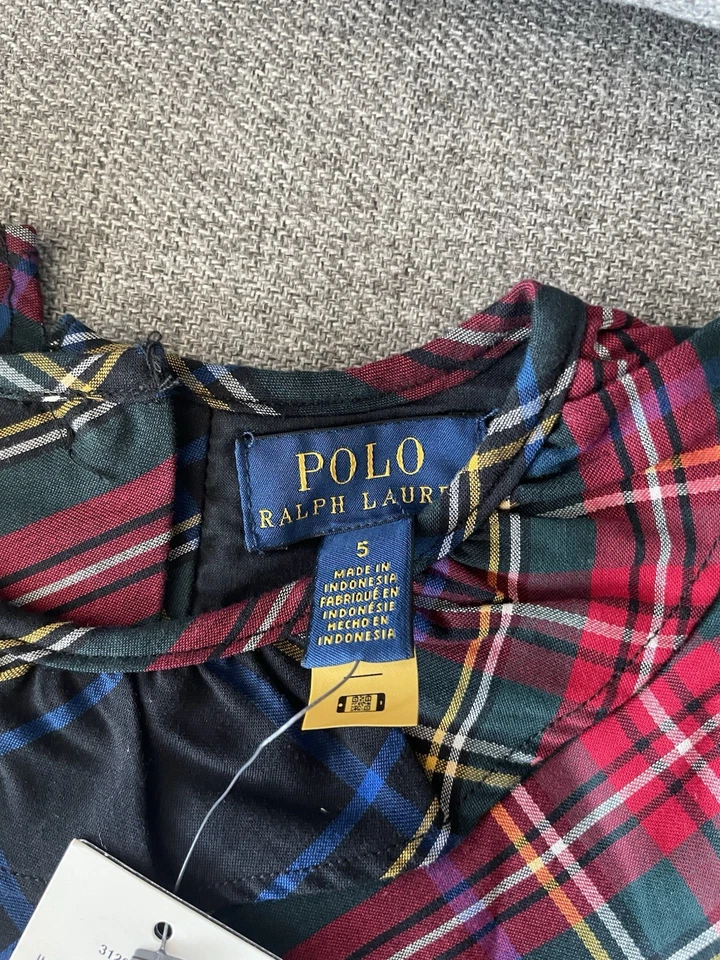 POLO
RALPH LAUR
5
MADE IN
INDONESIA
FABRIQUÉ EN
INDONÉSIE
HECHO EN
INDONESIA